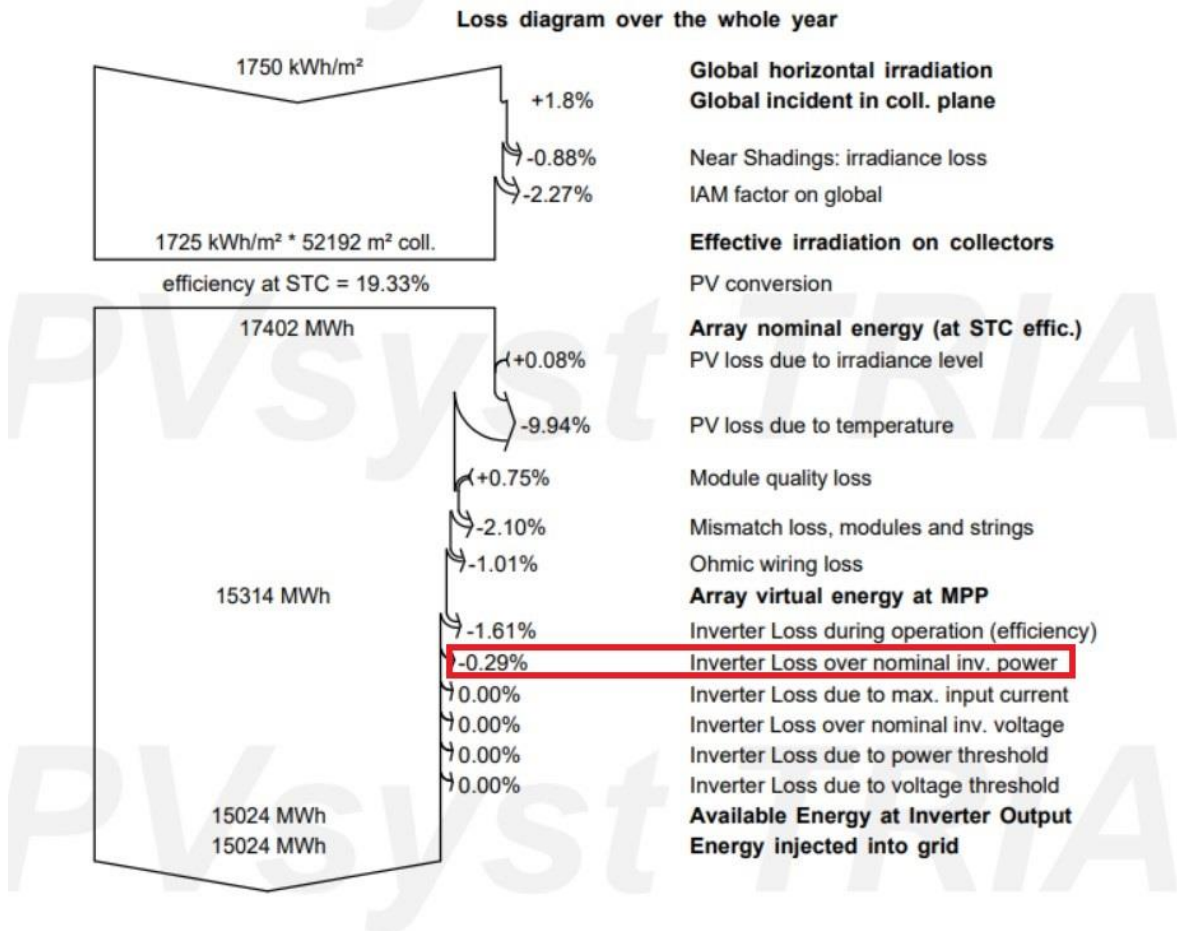 Loss diagram over the whole year
1750 kWh/m² Global horizontal irradiation
+1.8% Global incident in coll. plane
-0.88% Near Shadings: irradiance loss
-2.27% IAM factor on global
1725 kWh/m² * 52192 m² coll. Effective irradiation on collectors
efficiency at STC = 19.33% PV conversion
17402 MWh Array nominal energy (at STC effic.)
+0.08% PV loss due to irradiance level
-9.94% PV loss due to temperature
+0.75% Module quality loss
-2.10% Mismatch loss, modules and strings
-1.01% Ohmic wiring loss
15314 MWh Array virtual energy at MPP
-1.61% Inverter Loss during operation (efficiency)
-0.29% Inverter Loss over nominal inv. power
0.00% Inverter Loss due to max. input current
0.00% Inverter Loss over nominal inv. voltage
0.00% Inverter Loss due to power threshold
0.00% Inverter Loss due to voltage threshold
15024 MWh Available Energy at Inverter Output
15024 MWh Energy injected into grid
PVsyst TRIA
PVsyst TRIA